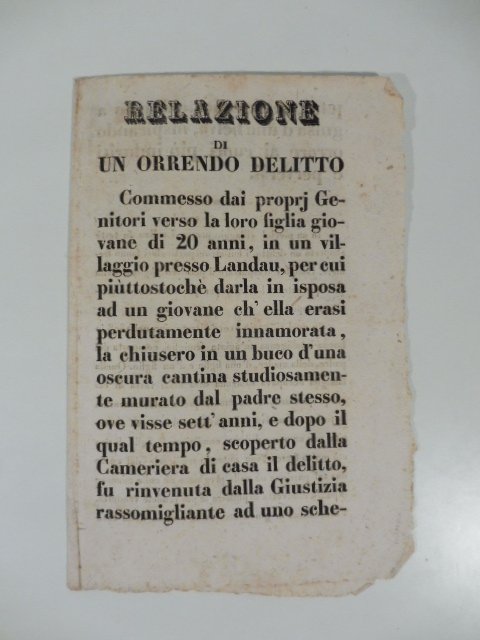 RELAZIONE
DI
UN ORRENDO DELITTO
Commesso dai proprj Ge-
nitori verso la loro figlia gio-
vane di 20 anni, in un vil-
laggio presso Landau, per cui
piùttostochè darla in isposa
ad un giovane ch' ella erasi
perdutamente innamorata,
la chiusero in un buco d'una
oscura cantina studiosamen-
te murato dal padre stesso,
ove visse sett' anni, e dopo il
qual tempo, scoperto dalla
Cameriera di casa il delitto,
fu rinvenuta dalla Giustizia
rassomigliante ad uno sche-